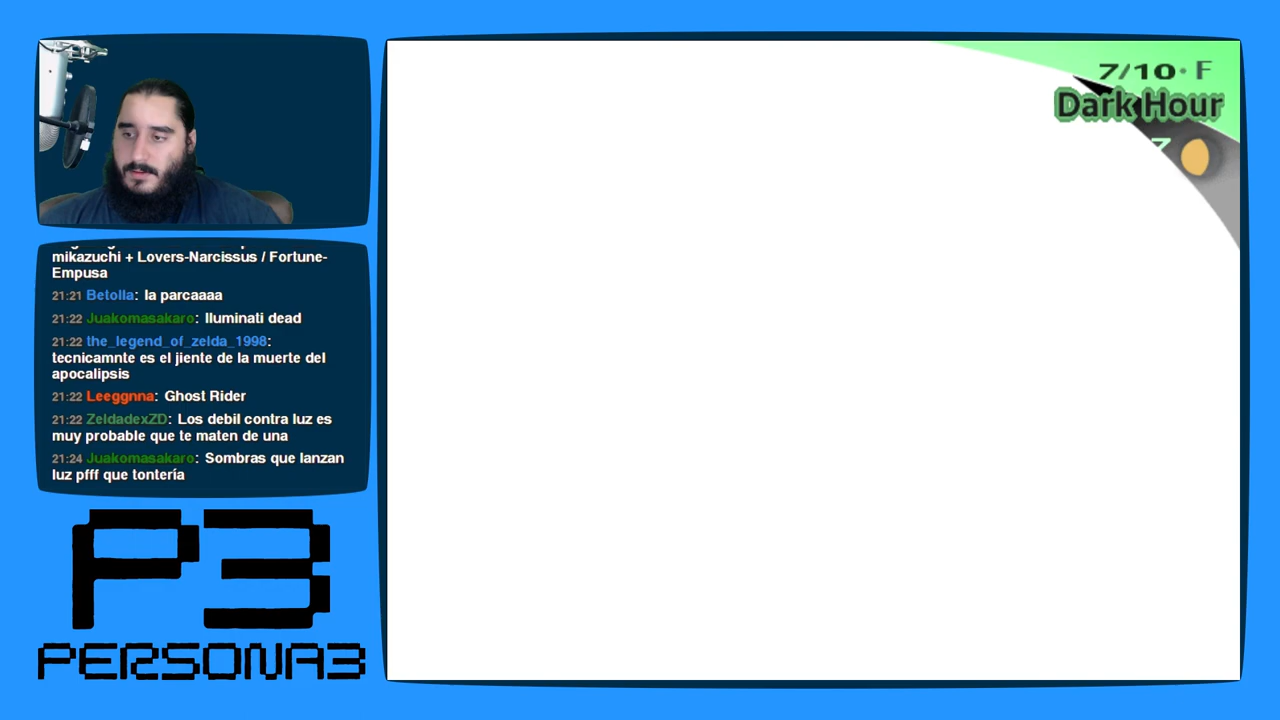 mikazuchi + Lovers-Narcissus / Fortune-
Empusa
21:21 Betolla: la parcaaaa
21:22 Juakomasakaro: Iluminati dead
21:22 the_legend_of_zelda_1998:
tecnicamnte es el jiente de la muerte del
apocalipsis
21:22 Leeggnna: Ghost Rider
21:22 ZeldadexZD: Los debil contra luz es
muy probable que te maten de una
21:24 Juakomasakaro: Sombras que lanzan
luz pfff que tontería
P3
PERSONA3
7/10 · F
Dark Hour
7